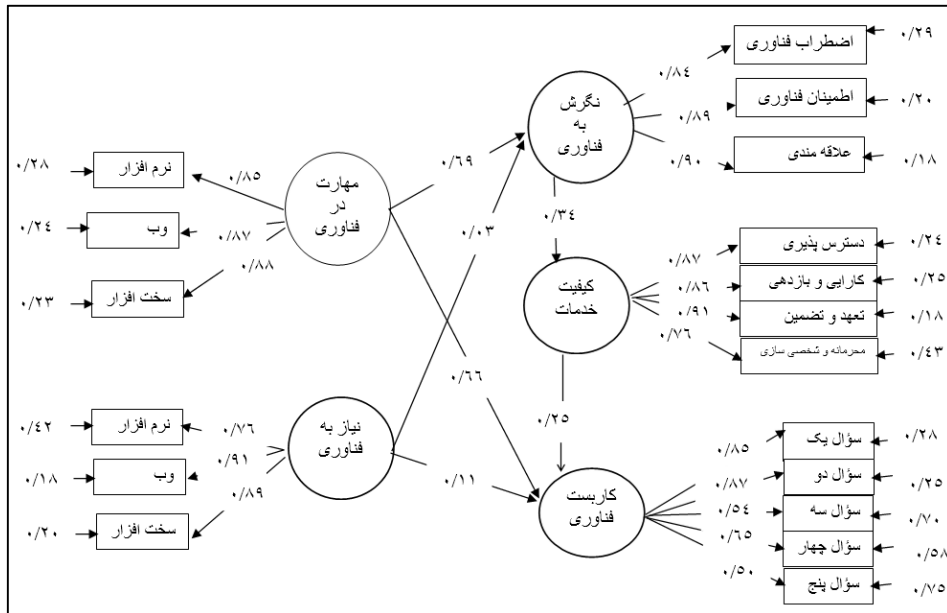 اضطراب فناوری
۰/۲۹
۰/۸۴
نگرش
به
فناوری
اطمینان فناوری
۰/۲۰
۰/۸۹
علاقه مندی
۰/۱۸
۰/۹۰
۰/۶۹
نرم افزار
۰/۲۸
۰/۸۵
مهارت
در
فناوری
وب
۰/۲۴
۰/۸۷
سخت افزار
۰/۲۳
۰/۸۸
۰/۰۳
۰/۳۴
دسترس پذیری
۰/۲۴
۰/۸۷
کیفیت
خدمات
کارایی و بازدهی
۰/۲۵
۰/۸۶
تعهد و تضمین
۰/۱۸
۰/۹۱
محرمانه و شخصی سازی
۰/۴۳
۰/۷۶
۰/۶۶
۰/۲۵
نرم افزار
۰/۴۲
۰/۷۶
نیاز به
فناوری
وب
۰/۱۸
۰/۹۱
سخت افزار
۰/۲۰
۰/۸۹
۰/۱۱
کاربست
فناوری
سؤال یک
۰/۲۸
۰/۸۵
سؤال دو
۰/۲۵
۰/۸۷
سؤال سه
۰/۷۰
۰/۵۴
سؤال چهار
۰/۵۸
۰/۶۵
سؤال پنج
۰/۷۵
۰/۵۰